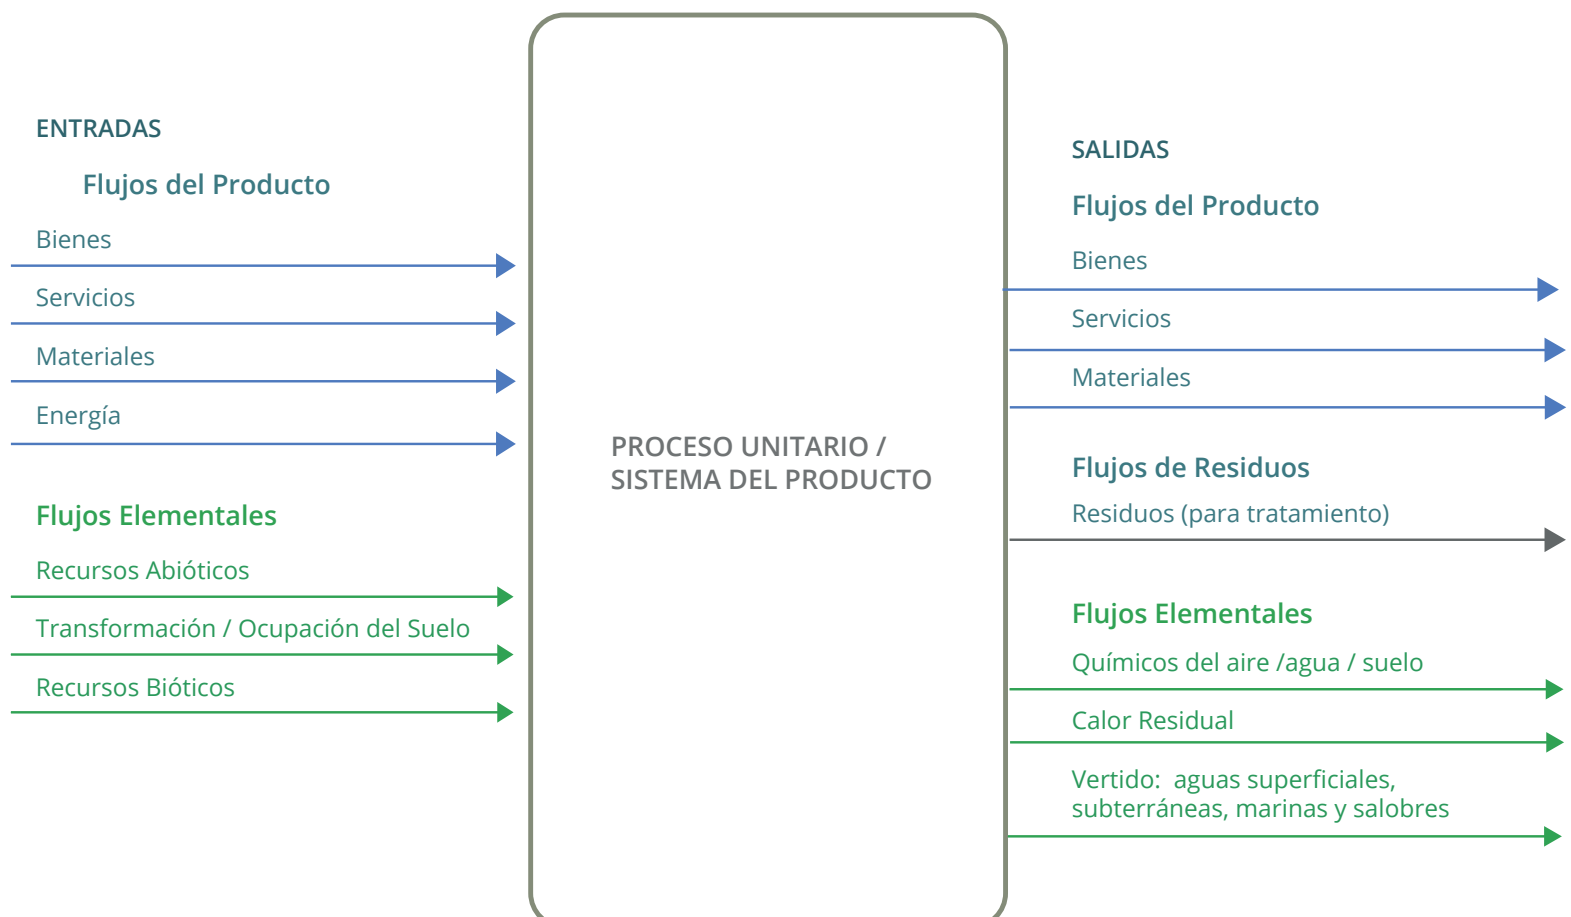 ENTRADAS
Flujos del Producto
Bienes
Servicios
Materiales
Energía
Flujos Elementales
Recursos Abióticos
Transformación / Ocupación del Suelo
Recursos Bióticos
PROCESO UNITARIO /
SISTEMA DEL PRODUCTO
SALIDAS
Flujos del Producto
Bienes
Servicios
Materiales
Flujos de Residuos
Residuos (para tratamiento)
Flujos Elementales
Químicos del aire /agua / suelo
Calor Residual
Vertido:  aguas superficiales,
subterráneas, marinas y salobres